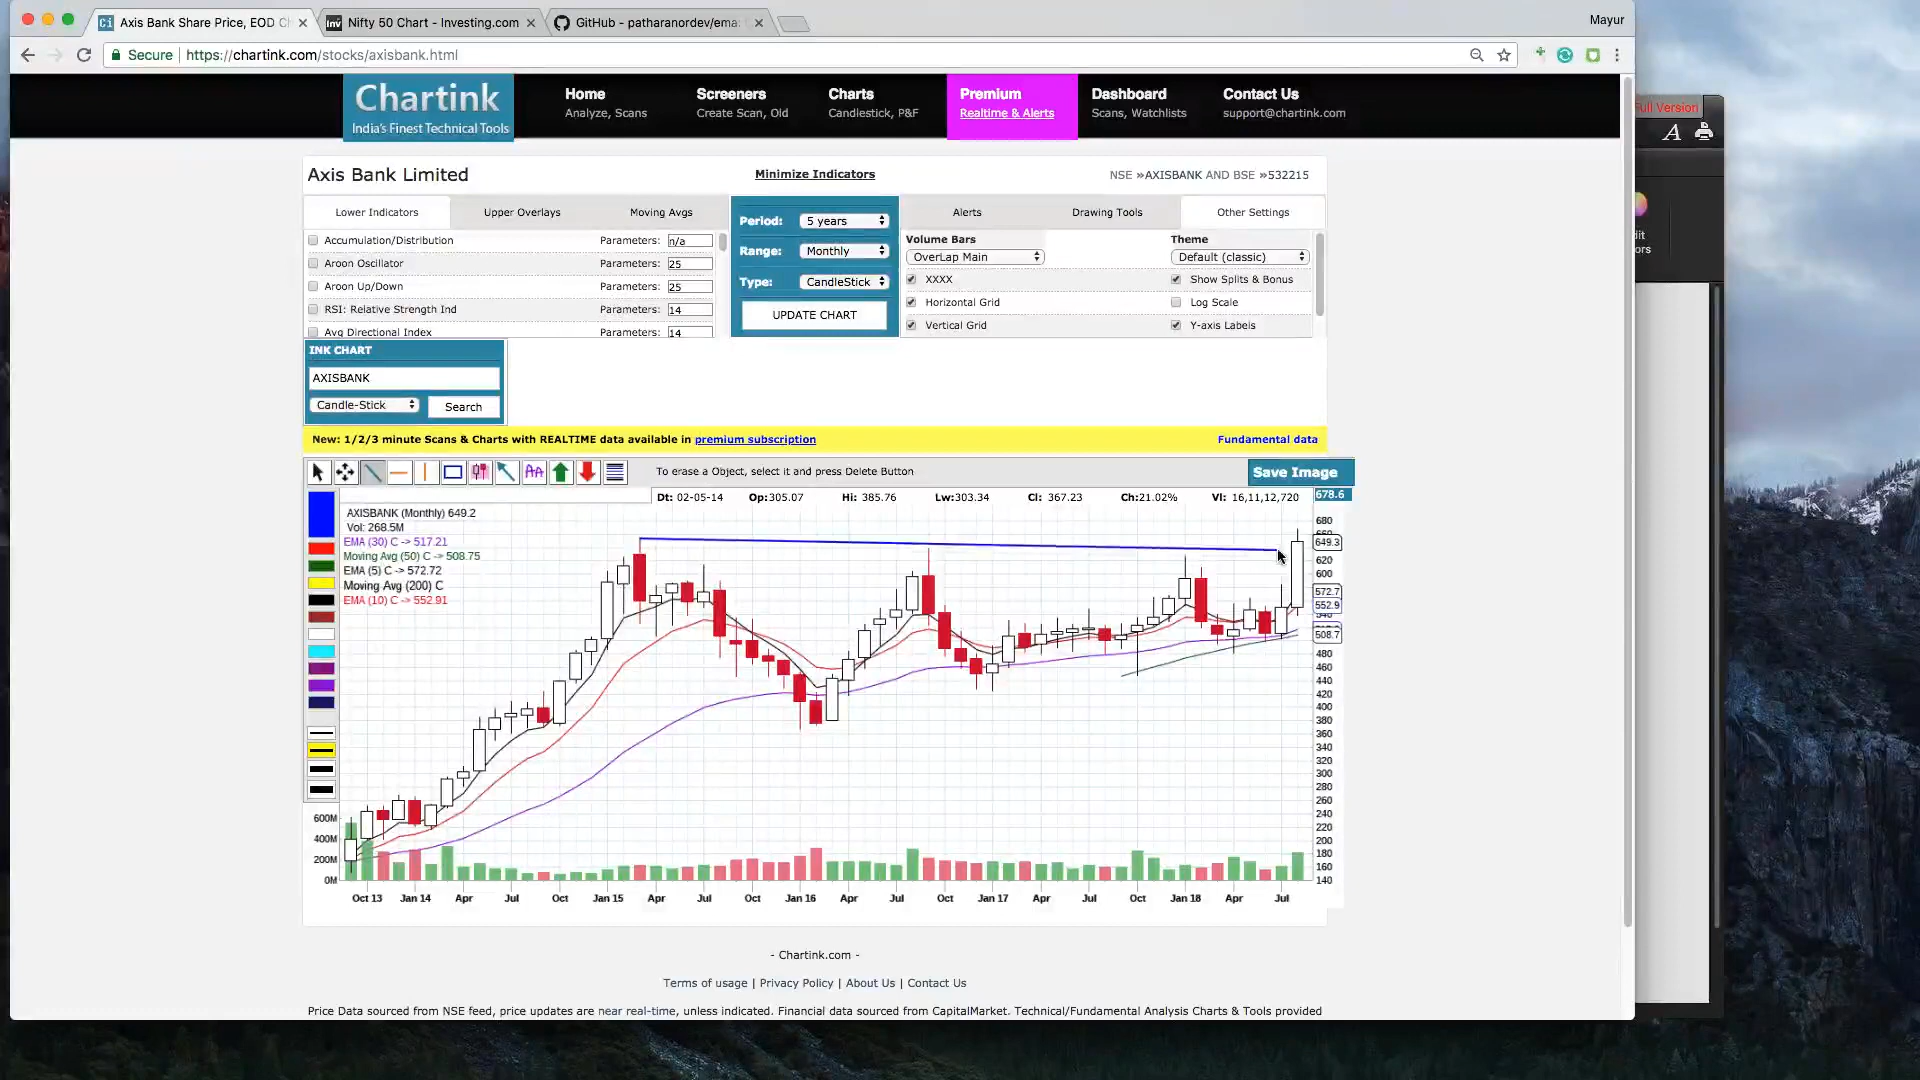 Axis Bank Share Price, EOD C
Nifty 50 Chart - Investing.com
GitHub - patharanordev/ema:
Mayur
Secure
https://chartink.com/stocks/axisbank.html
Full Version
Chartink
India's Finest Technical Tools
Home
Analyze, Scans
Screeners
Create Scan, Old
Charts
Candlestick, P&F
Premium
Realtime & Alerts
Dashboard
Scans, Watchlists
Contact Us
support@chartink.com
Axis Bank Limited
Minimize Indicators
NSE »AXISBANK AND BSE »532215
Lower Indicators
Upper Overlays
Moving Avgs
Accumulation/Distribution Parameters: n/a
Aroon Oscillator Parameters: 25
Aroon Up/Down Parameters: 25
RSI: Relative Strength Ind Parameters: 14
Avg Directional Index Parameters: 14
Period: 5 years
Range: Monthly
Type: CandleStick
UPDATE CHART
Alerts
Drawing Tools
Other Settings
Volume Bars
OverLap Main
XXXX
Horizontal Grid
Vertical Grid
Theme
Default (classic)
Show Splits & Bonus
Log Scale
Y-axis Labels
INK CHART
AXISBANK
Candle-Stick
Search
New: 1/2/3 minute Scans & Charts with REALTIME data available in premium subscription
Fundamental data
AA
To erase a Object, select it and press Delete Button
Save Image
Dt: 02-05-14 Op:305.07 Hi: 385.76 Lw:303.34 Cl: 367.23 Ch:21.02% Vl: 16,11,12,720
678.6
AXISBANK (Monthly) 649.2
Vol: 268.5M
EMA (30) C -> 517.21
Moving Avg (50) C -> 508.75
EMA (5) C -> 572.72
Moving Avg (200) C
EMA (10) C -> 552.91
680
649.3
620
600
572.7
552.9
508.7
480
460
440
420
400
380
360
340
320
300
280
260
240
220
200
180
160
140
600M
400M
200M
0M
Oct 13 Jan 14 Apr Jul Oct Jan 15 Apr Jul Oct Jan 16 Apr Jul Oct Jan 17 Apr Jul Oct Jan 18 Apr Jul
- Chartink.com -
Terms of usage | Privacy Policy | About Us | Contact Us
Price Data sourced from NSE feed, price updates are near real-time, unless indicated. Financial data sourced from CapitalMarket. Technical/Fundamental Analysis Charts & Tools provided